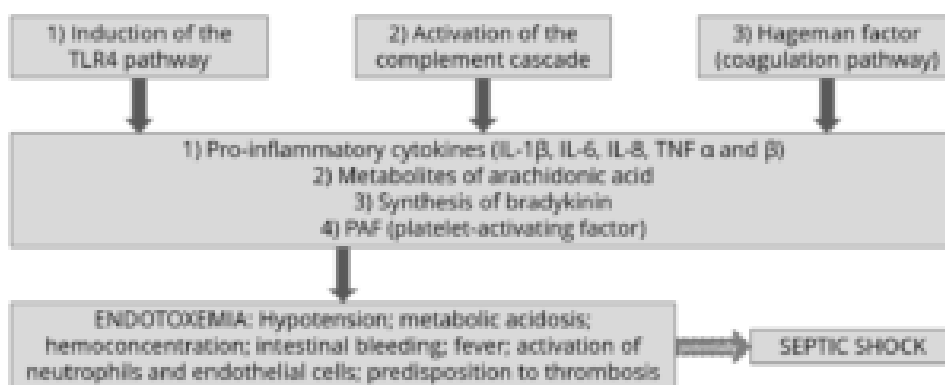 1) Induction of the
TLR4 pathway
2) Activation of the
complement cascade
3) Hageman factor
(coagulation pathway)
1) Pro-inflammatory cytokines (IL-1β, IL-6, IL-8, TNF α and β)
2) Metabolites of arachidonic acid
3) Synthesis of bradykinin
4) PAF (platelet-activating factor)
ENDOTOXEMIA: Hypotension; metabolic acidosis;
hemoconcentration; intestinal bleeding; fever; activation of
neutrophils and endothelial cells; predisposition to thrombosis
SEPTIC SHOCK